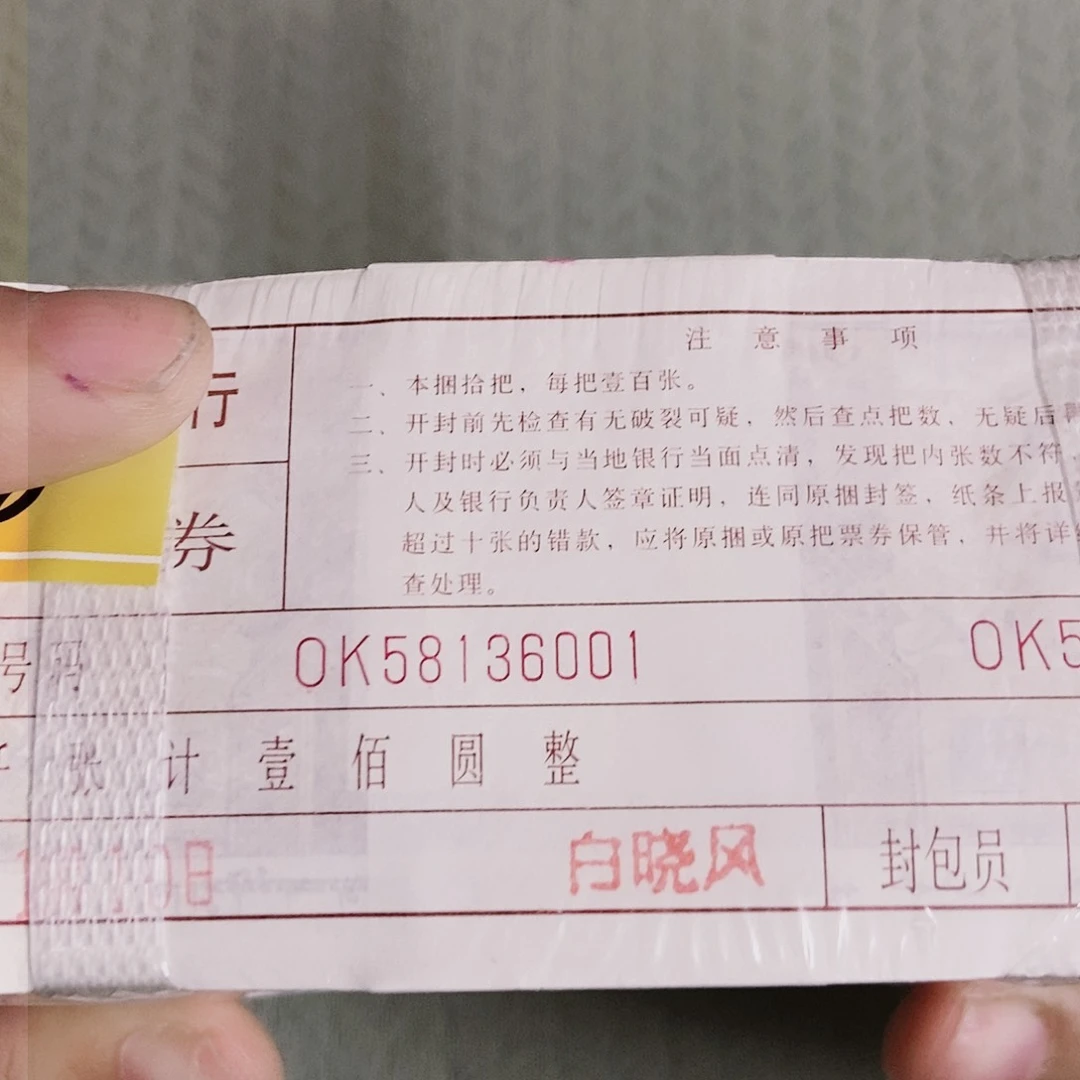 注意事项
行
一、本捆拾把，每把壹百张。
二、开封前先检查有无破裂可疑，然后查点把数、无疑后
三、开封时必须与当地银行当面点清，发现把内张数不符，
人及银行负责人签章证明，连同原捆封签、纸条上报
券
超过十张的错款，应将原捆或原把票券保管，并将详
查处理。
号码 OK58136001 OK5
张计壹佰圆整
日 白晓风 封包员